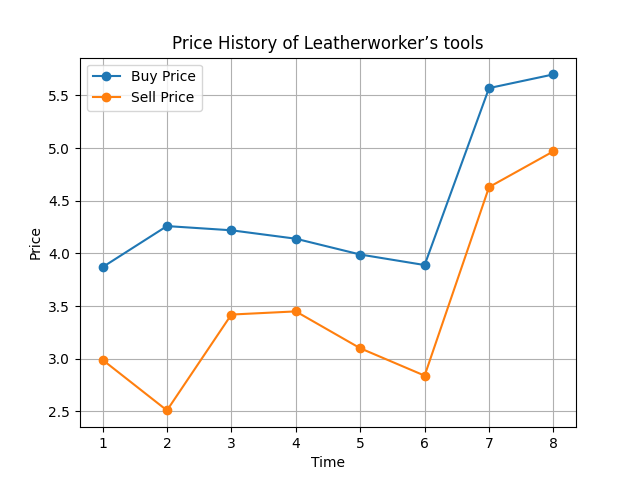 Price History of Leatherworker’s tools
Buy Price
Sell Price
5.5
5.0
4.5
4.0
3.5
3.0
2.5
Price
1 2 3 4 5 6 7 8
Time